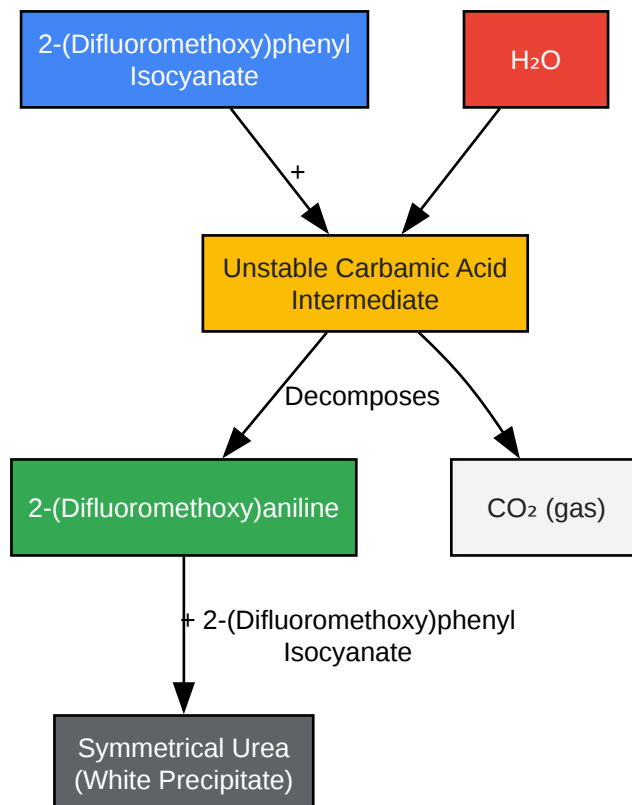 2-(Difluoromethoxy)phenyl
Isocyanate
H₂O
+
Unstable Carbamic Acid
Intermediate
Decomposes
2-(Difluoromethoxy)aniline
CO₂ (gas)
+ 2-(Difluoromethoxy)phenyl
Isocyanate
Symmetrical Urea
(White Precipitate)